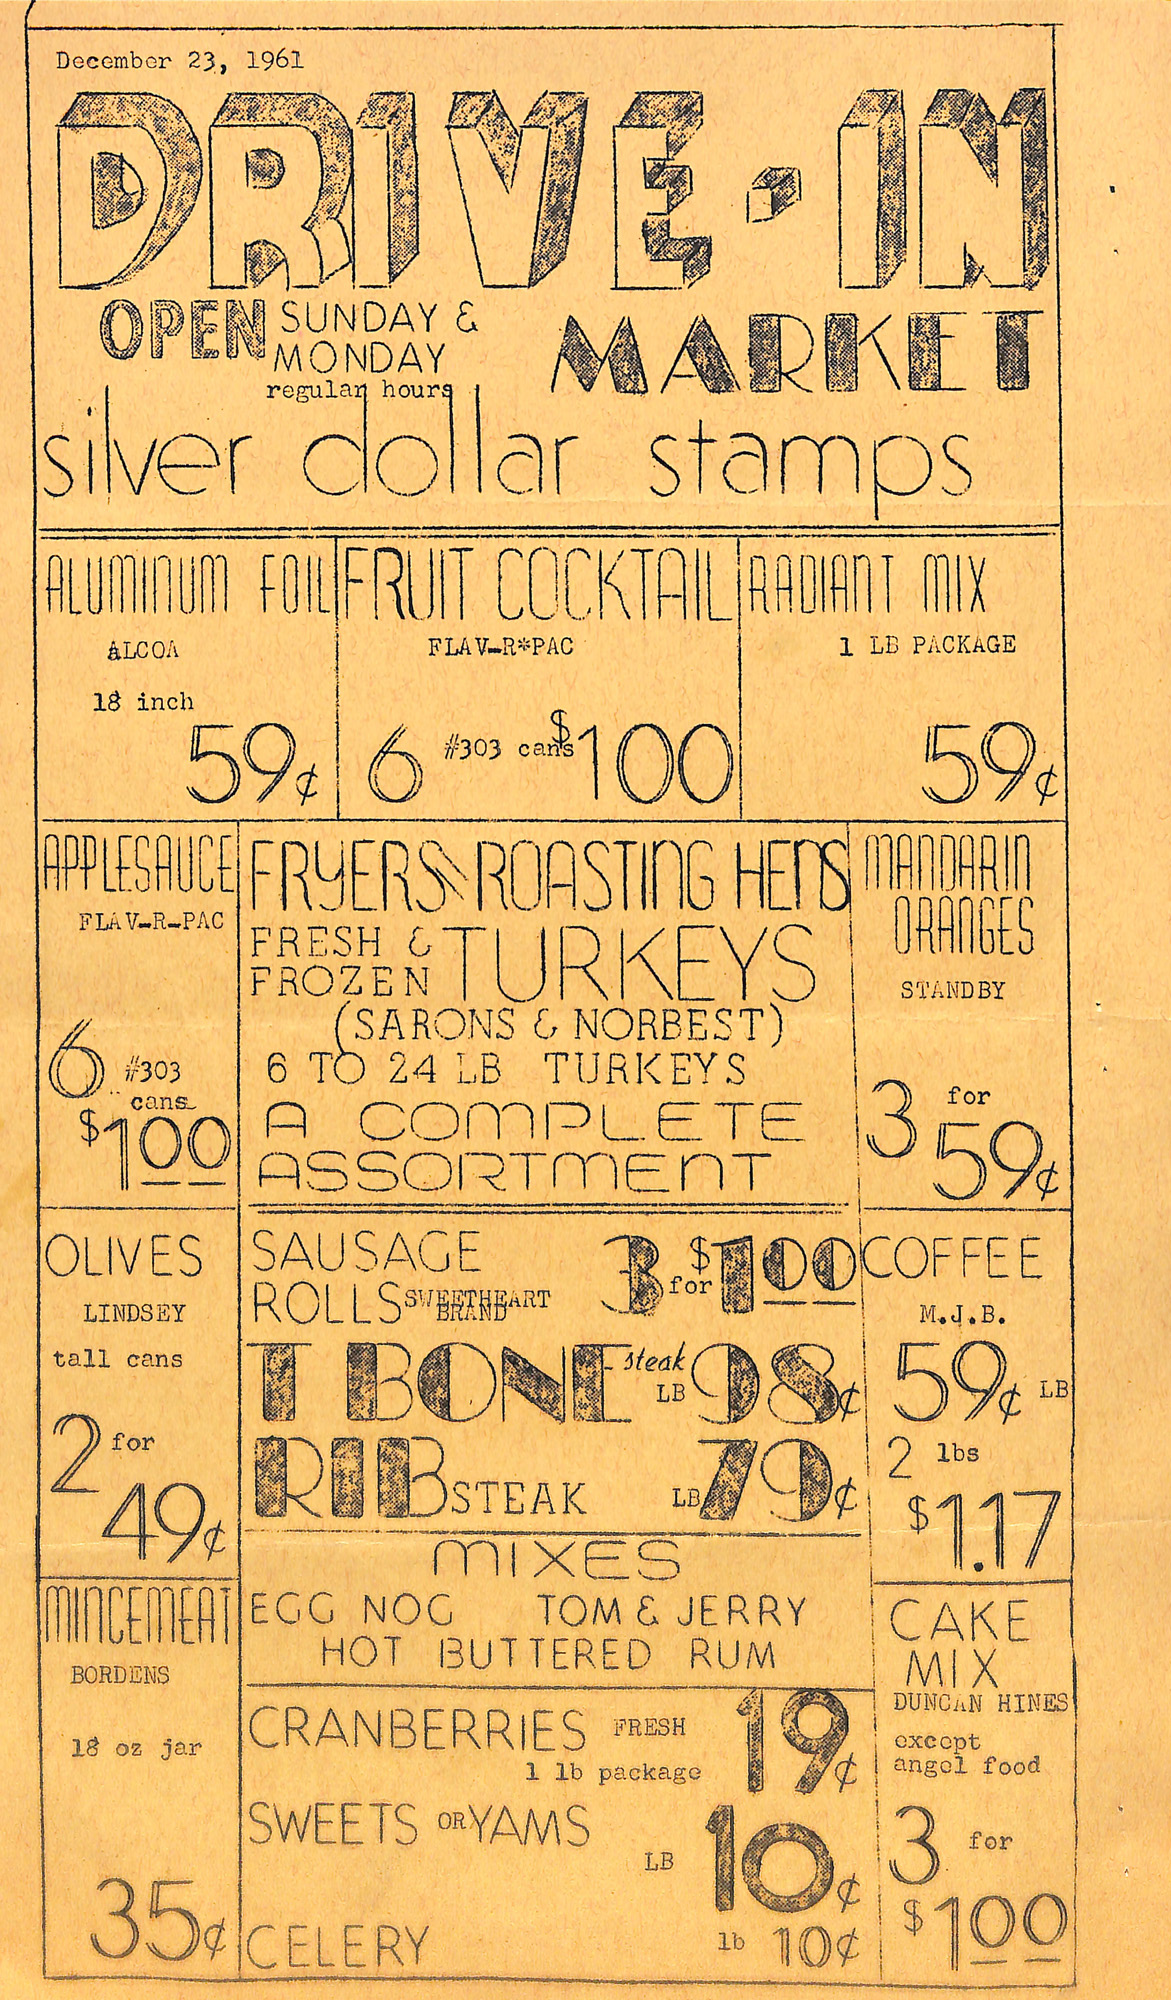 December 23, 1961
DRIVE-IN
OPEN SUNDAY &
MONDAY
regular hours
MARKET
silver dollar stamps
ALUMINUM FOIL
ALCOA
18 inch
59¢
FRUIT COCKTAIL
FLAV-R*PAC
6 #303 cans $100
RADIANT MIX
1 LB PACKAGE
59¢
APPLESAUCE
FLAV-R-PAC
6 #303
cans
$100
FRYERS ROASTING HENS
FRESH &
FROZEN TURKEYS
(SARONS & NORBEST)
6 TO 24 LB TURKEYS
A COMPLETE
ASSORTMENT
MANDARIN
ORANGES
STANDBY
3 for
59¢
OLIVES
LINDSEY
tall cans
2 for
49¢
SAUSAGE
ROLLS SWEETHEART
BRAND
3 for $100
T BONE steak
LB 98¢
RIB STEAK LB 79¢
COFFEE
M.J.B.
59¢ LB
2 lbs
$1.17
MINCEMEAT
BORDENS
18 oz jar
35¢
MIXES
EGG NOG TOM & JERRY
HOT BUTTERED RUM
CRANBERRIES FRESH
1 lb package
19¢
SWEETS OR YAMS
LB 10¢
CELERY lb 10¢
CAKE
MIX
DUNCAN HINES
except
angel food
3 for
$100